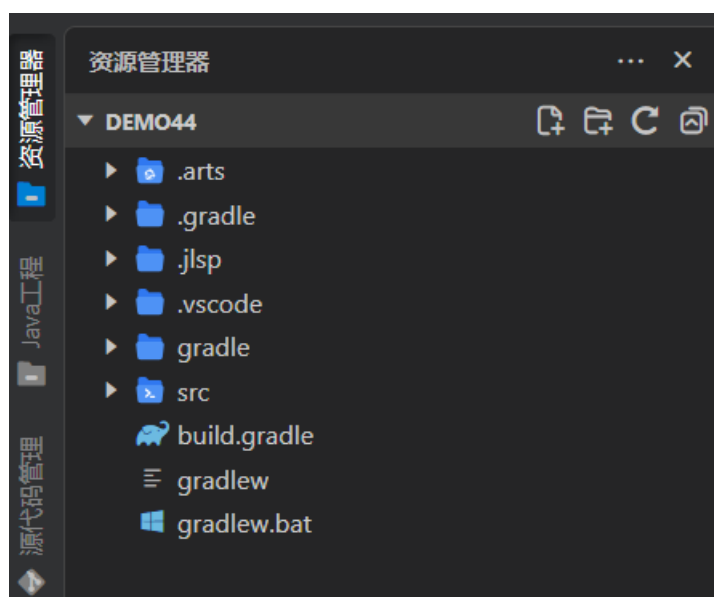 资源管理器
Java工程
源代码管理
资源管理器
DEMO44
.arts
.gradle
.jlsp
.vscode
gradle
src
build.gradle
gradlew
gradlew.bat